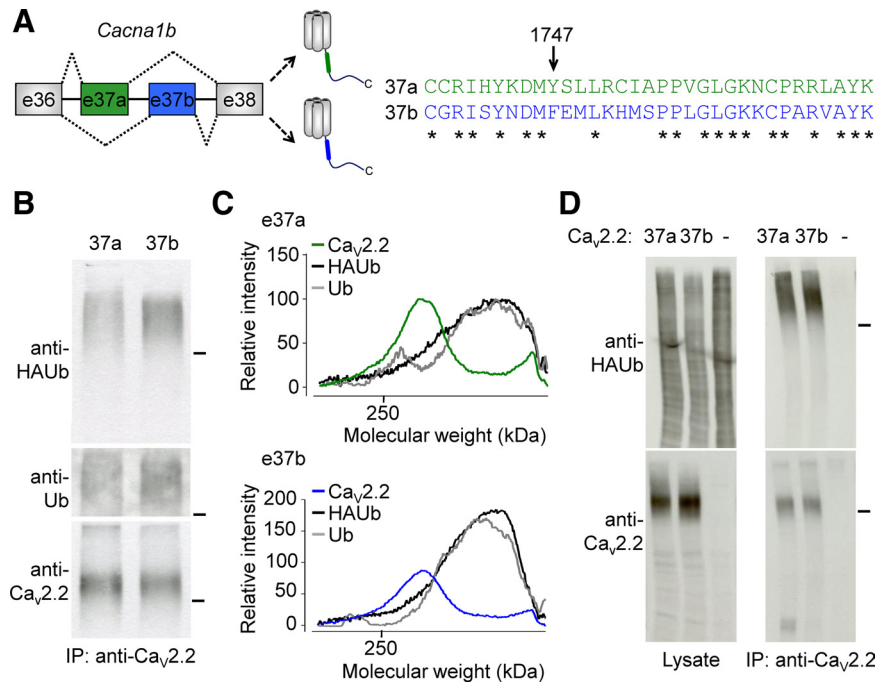 A
Cacna1b
e36 e37a e37b e38
C
C
1747
37a CCRIHYKDMYSLLRCIAPPVGLGKNCPRRLAYK
37b CGRISYNDMFEMLKHMSPPLGLGKKCPARVAYK
* ** * ** * ** **** ** * ***
B
37a 37b
anti-
HAUb
anti-
Ub
anti-
CaV2.2
IP: anti-CaV2.2
C
e37a
CaV2.2
HAUb
Ub
Relative intensity
150
100
50
0
250
Molecular weight (kDa)
e37b
CaV2.2
HAUb
Ub
Relative intensity
200
150
100
50
0
250
Molecular weight (kDa)
D
CaV2.2: 37a 37b - 37a 37b -
anti-
HAUb
anti-
CaV2.2
Lysate IP: anti-CaV2.2